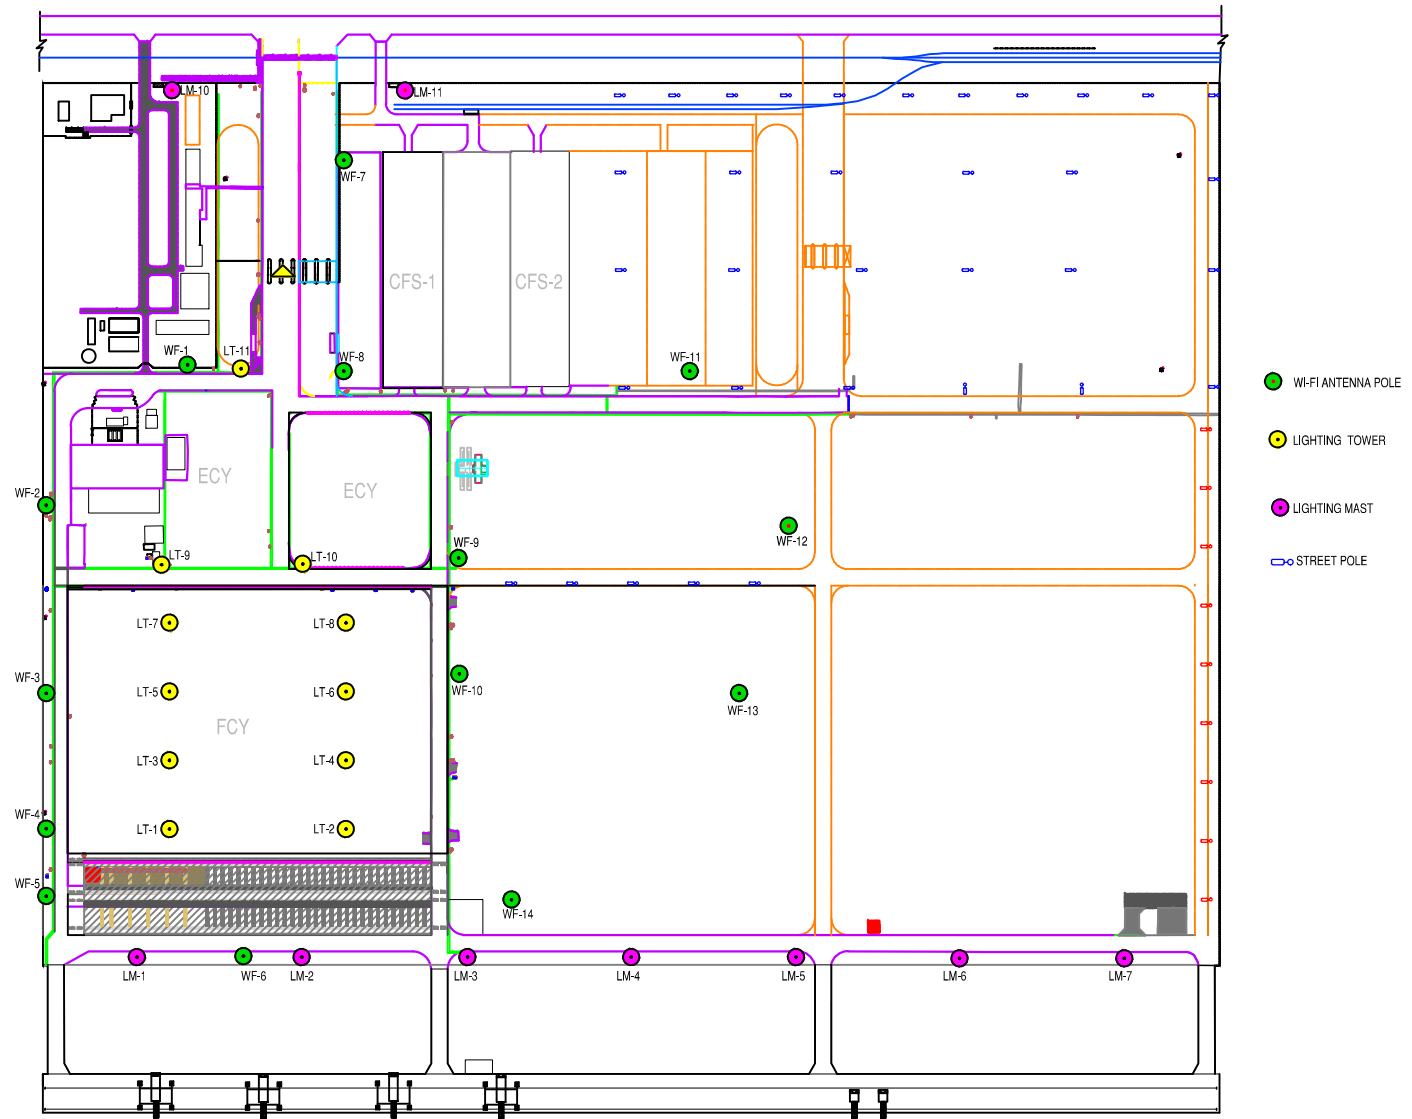 LM-10
LM-11
WF-7
CFS-1
CFS-2
WF-1
LT-11
WF-8
WF-11
WI-FI ANTENNA POLE
LIGHTING TOWER
ECY
ECY
WF-2
LIGHTING MAST
WF-12
WF-9
LT-9
LT-10
STREET POLE
LT-7
LT-8
WF-3
LT-5
LT-6
WF-10
WF-13
FCY
LT-3
LT-4
WF-4
LT-1
LT-2
WF-5
WF-14
LM-1
WF-6
LM-2
LM-3
LM-4
LM-5
LM-6
LM-7